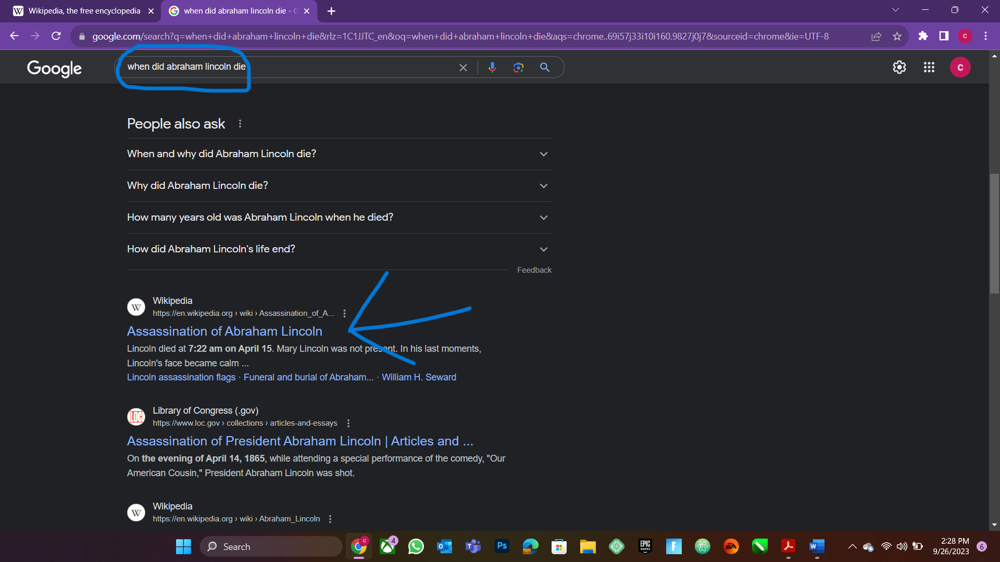 Wikipedia, the free encyclopedia
when did abraham lincoln die - G
google.com/search?q=when+did+abraham+lincoln+die&rlz=1C1JJTC_en&oq=when+did+abraham+lincoln+die&aqs=chrome..69i57j33i10i160.9827j0j7&sourceid=chrome&ie=UTF-8
C
Google
when did abraham lincoln die
C
People also ask
When and why did Abraham Lincoln die?
Why did Abraham Lincoln die?
How many years old was Abraham Lincoln when he died?
How did Abraham Lincoln's life end?
Feedback
W
Wikipedia
https://en.wikipedia.org › wiki › Assassination_of_A...
Assassination of Abraham Lincoln
Lincoln died at 7:22 am on April 15. Mary Lincoln was not present. In his last moments,
Lincoln's face became calm ...
Lincoln assassination flags · Funeral and burial of Abraham... · William H. Seward
LOC
Library of Congress (.gov)
https://www.loc.gov › collections › articles-and-essays
Assassination of President Abraham Lincoln | Articles and ...
On the evening of April 14, 1865, while attending a special performance of the comedy, "Our
American Cousin," President Abraham Lincoln was shot.
W
Wikipedia
https://en.wikipedia.org › wiki › Abraham_Lincoln
Search
C
4
Ps
EPIC
GAMES
F
EA
W
2:28 PM
9/26/2023
6